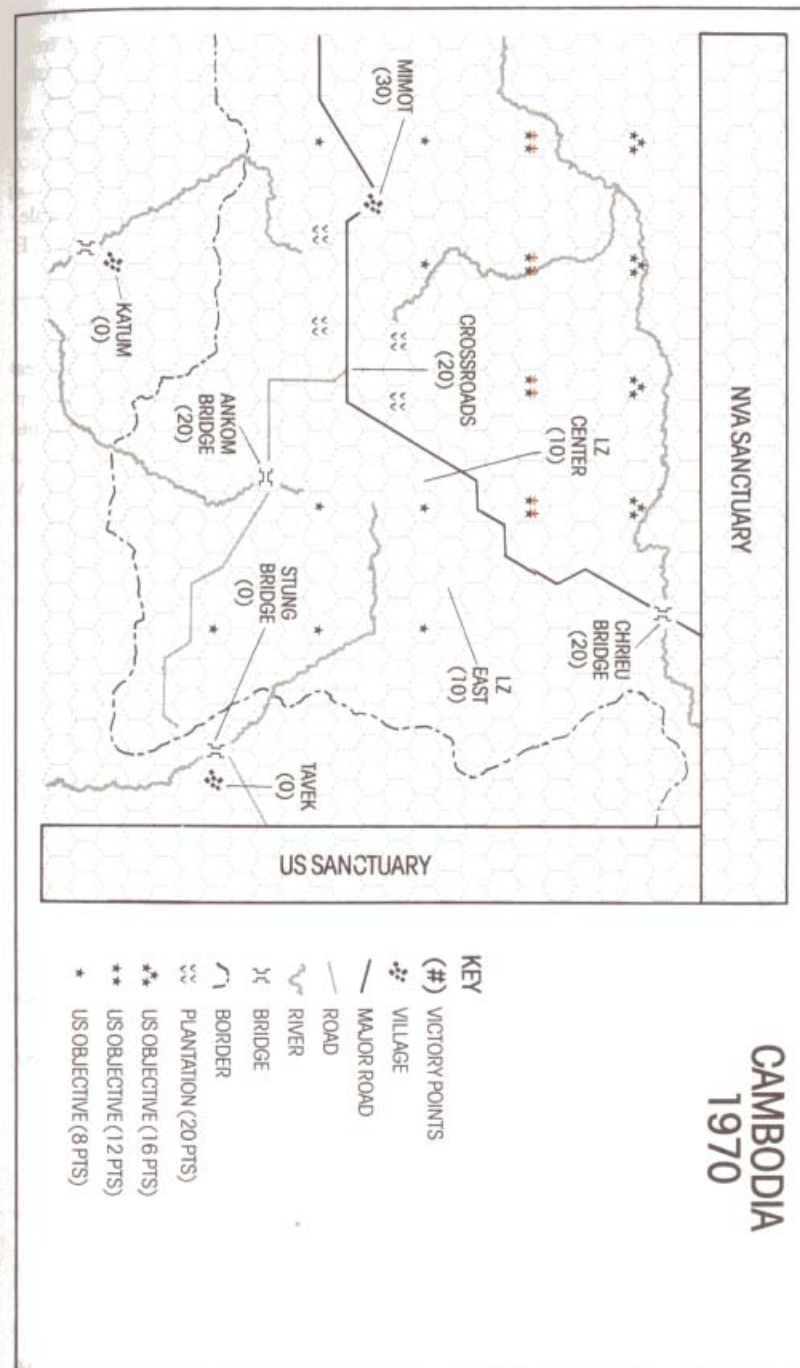 CAMBODIA
1970
NVA SANCTUARY
US SANCTUARY
MIMOT
(30)
CROSSROADS
(20)
LZ
CENTER
(10)
CHRIEU
BRIDGE
(20)
LZ
EAST
(10)
KATUM
(0)
ANKOM
BRIDGE
(20)
STUNG
BRIDGE
(0)
TAVEK
(0)
KEY
(#) VICTORY POINTS
VILLAGE
MAJOR ROAD
ROAD
RIVER
BRIDGE
BORDER
PLANTATION (20 PTS)
US OBJECTIVE (16 PTS)
US OBJECTIVE (12 PTS)
US OBJECTIVE (8 PTS)